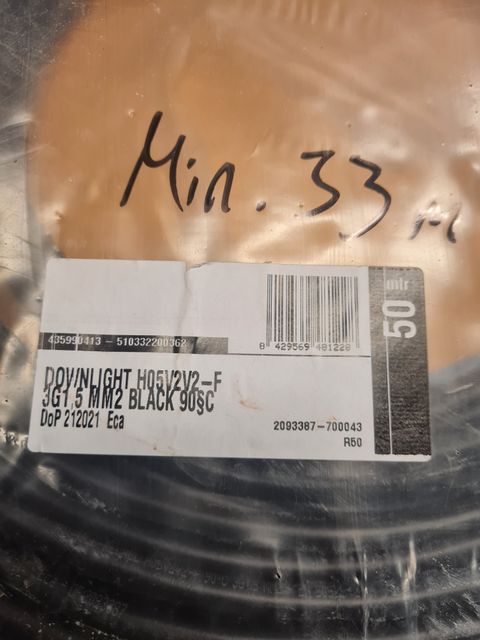 Min. 33 m
50 mtr
435990413 - 510332200362
8 429569 481228
DOWNLIGHT H05V2V2-F
3G1,5 MM2 BLACK 90§C
DoP 212021 Eca
2093387-700043
R50